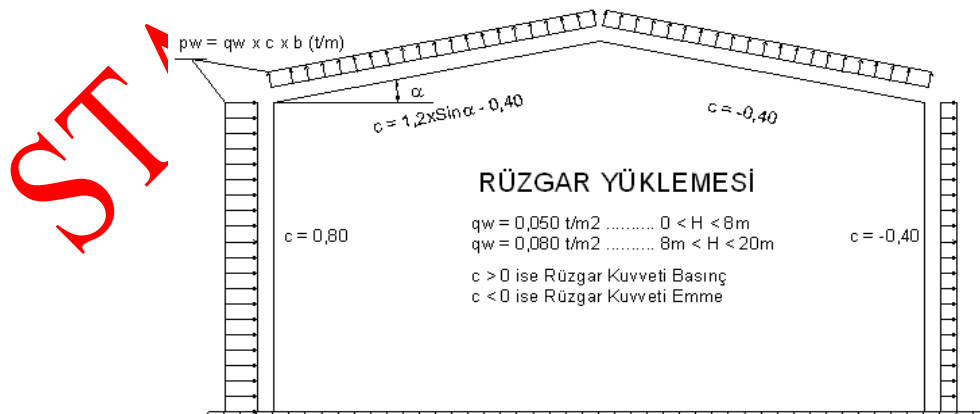 STA
pw = qw x c x b (t/m)
α
c = 1,2xSinα - 0,40
c = -0,40
RÜZGAR YÜKLEMESİ
qw = 0,050 t/m2 .......... 0 < H < 8m
qw = 0,080 t/m2 .......... 8m < H < 20m
c = 0,80
c = -0,40
c > 0 ise Rüzgar Kuvveti Basınç
c < 0 ise Rüzgar Kuvveti Emme